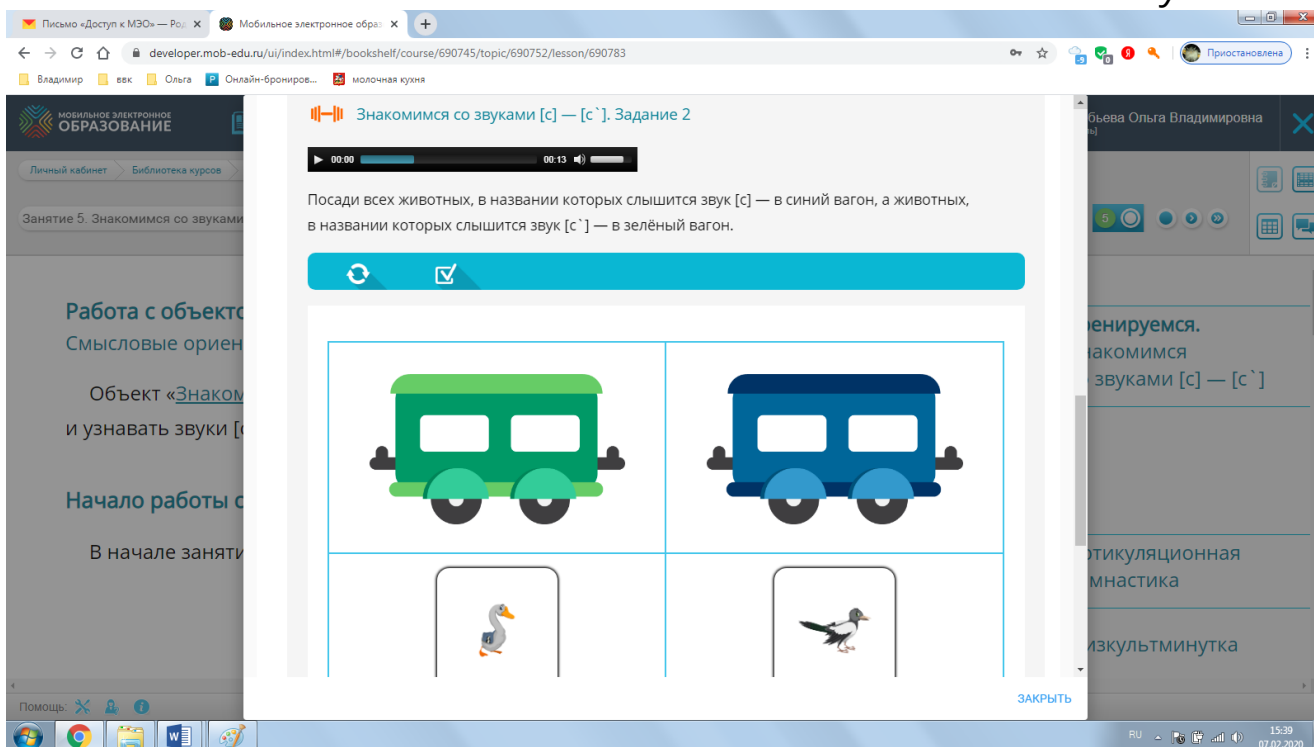 Письмо «Доступ к МЭО» — Ро
Мобильное электронное образ
Приостановлена
developer.mob-edu.ru/ui/index.html#/bookshelf/course/690745/topic/690752/lesson/690783
Владимир ввк Ольга Онлайн-брониров... молочная кухня
МОБИЛЬНОЕ ЭЛЕКТРОННОЕ
ОБРАЗОВАНИЕ
бьева Ольга Владимировна
Личный кабинет Библиотека курсов
Занятие 5. Знакомимся со звуками
5
Знакомимся со звуками [с] — [с`]. Задание 2
00:00 00:13
Посади всех животных, в названии которых слышится звук [с] — в синий вагон, а животных,
в названии которых слышится звук [с`] — в зелёный вагон.
Работа с объекто
Смысловые ориен
Объект «Знаком
и узнавать звуки [с
Начало работы с
В начале заняти
ренируемся.
накомимся
звуками [с] — [с`]
ртикуляционная
мнастика
изкультминутка
ЗАКРЫТЬ
Помощь:
RU
15:39
07.02.2020